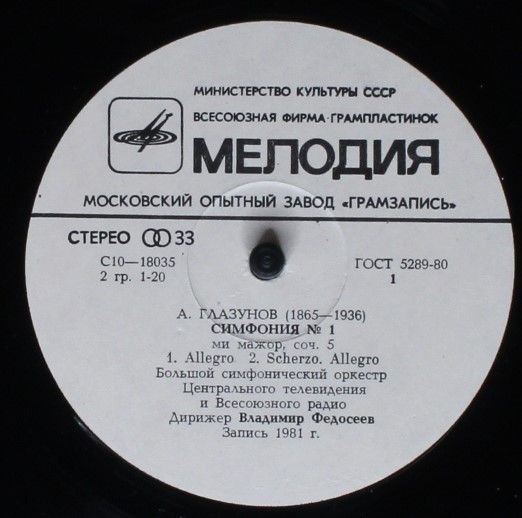 МИНИСТЕРСТВО КУЛЬТУРЫ СССР
ВСЕСОЮЗНАЯ ФИРМА·ГРАМПЛАСТИНОК
МЕЛОДИЯ
МОСКОВСКИЙ ОПЫТНЫЙ ЗАВОД «ГРАМЗАПИСЬ»
СТЕРЕО 33
С10—18035
2 гр. 1-20
ГОСТ 5289-80
1
А. ГЛАЗУНОВ (1865—1936)
СИМФОНИЯ № 1
ми мажор, соч. 5
1. Allegro 2. Scherzo. Allegro
Большой симфонический оркестр
Центрального телевидения
и Всесоюзного радио
Дирижер Владимир Федосеев
Запись 1981 г.